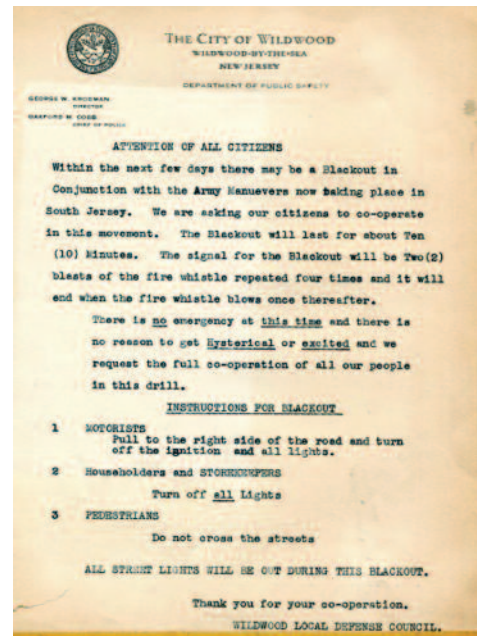 THE CITY OF WILDWOOD
WILDWOOD-BY-THE-SEA
NEW JERSEY
DEPARTMENT OF PUBLIC SAFETY
GEORGE W. KROGMAN
DIRECTOR
OAKFORD M. COBB
CHIEF OF POLICE
ATTENTION OF ALL CITIZENS
Within the next few days there may be a Blackout in
Conjunction with the Army Manuevers now taking place in
South Jersey. We are asking our citizens to co-operate
in this movement. The Blackout will last for about Ten
(10) Minutes. The signal for the Blackout will be Two(2)
blasts of the fire whistle repeated four times and it will
end when the fire whistle blows once thereafter.
There is no emergency at this time and there is
no reason to get Hysterical or excited and we
request the full co-operation of all our people
in this drill.
INSTRUCTIONS FOR BLACKOUT
1 MOTORISTS
Pull to the right side of the road and turn
off the ignition and all lights.
2 Householders and STOREKEEPERS
Turn off all Lights
3 PEDESTRIANS
Do not cross the streets
ALL STREET LIGHTS WILL BE OUT DURING THIS BLACKOUT.
Thank you for your co-operation.
WILDWOOD LOCAL DEFENSE COUNCIL.